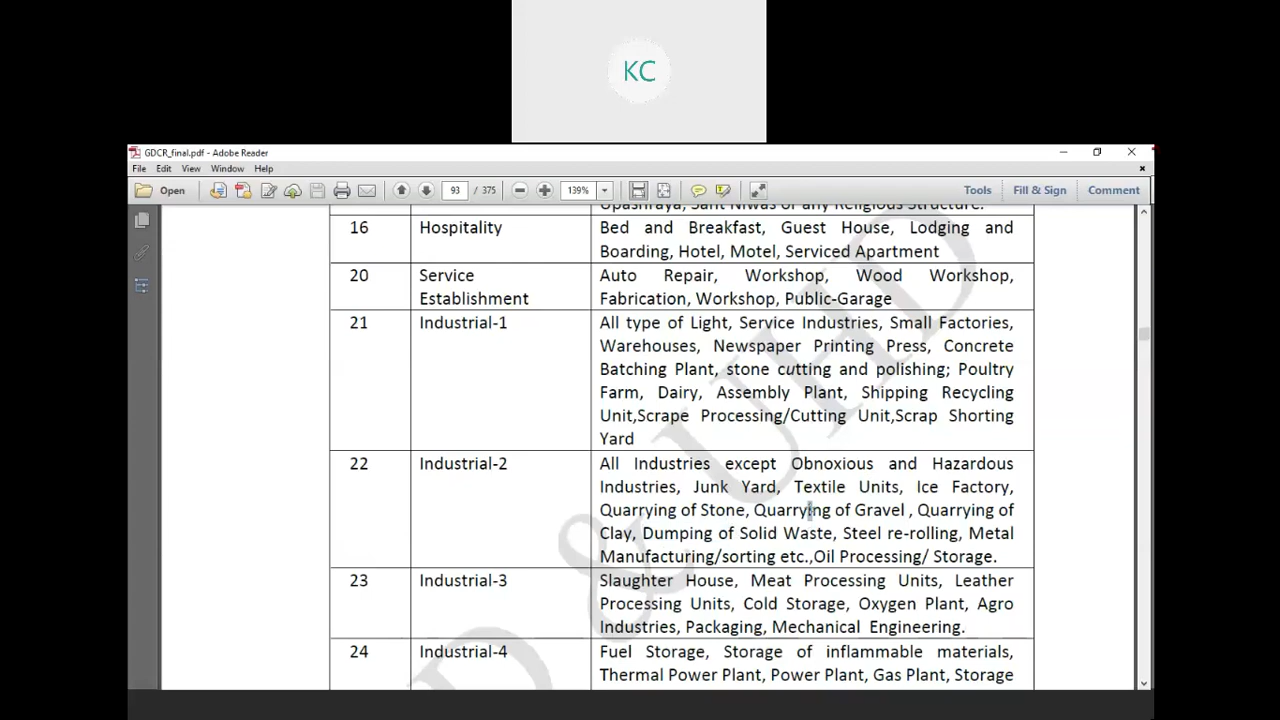 KC
GDCR_final.pdf - Adobe Reader
File Edit View Window Help
Open 93 / 375 139% Tools Fill & Sign Comment
Upashraya, Sant Niwas or any Religious Structure.
16 Hospitality Bed and Breakfast, Guest House, Lodging and
Boarding, Hotel, Motel, Serviced Apartment
20 Service Auto Repair, Workshop, Wood Workshop,
Establishment Fabrication, Workshop, Public-Garage
21 Industrial-1 All type of Light, Service Industries, Small Factories,
Warehouses, Newspaper Printing Press, Concrete
Batching Plant, stone cutting and polishing; Poultry
Farm, Dairy, Assembly Plant, Shipping Recycling
Unit,Scrape Processing/Cutting Unit,Scrap Shorting
Yard
22 Industrial-2 All Industries except Obnoxious and Hazardous
Industries, Junk Yard, Textile Units, Ice Factory,
Quarrying of Stone, Quarrying of Gravel , Quarrying of
Clay, Dumping of Solid Waste, Steel re-rolling, Metal
Manufacturing/sorting etc.,Oil Processing/ Storage.
23 Industrial-3 Slaughter House, Meat Processing Units, Leather
Processing Units, Cold Storage, Oxygen Plant, Agro
Industries, Packaging, Mechanical Engineering.
24 Industrial-4 Fuel Storage, Storage of inflammable materials,
Thermal Power Plant, Power Plant, Gas Plant, Storage
D & UHD